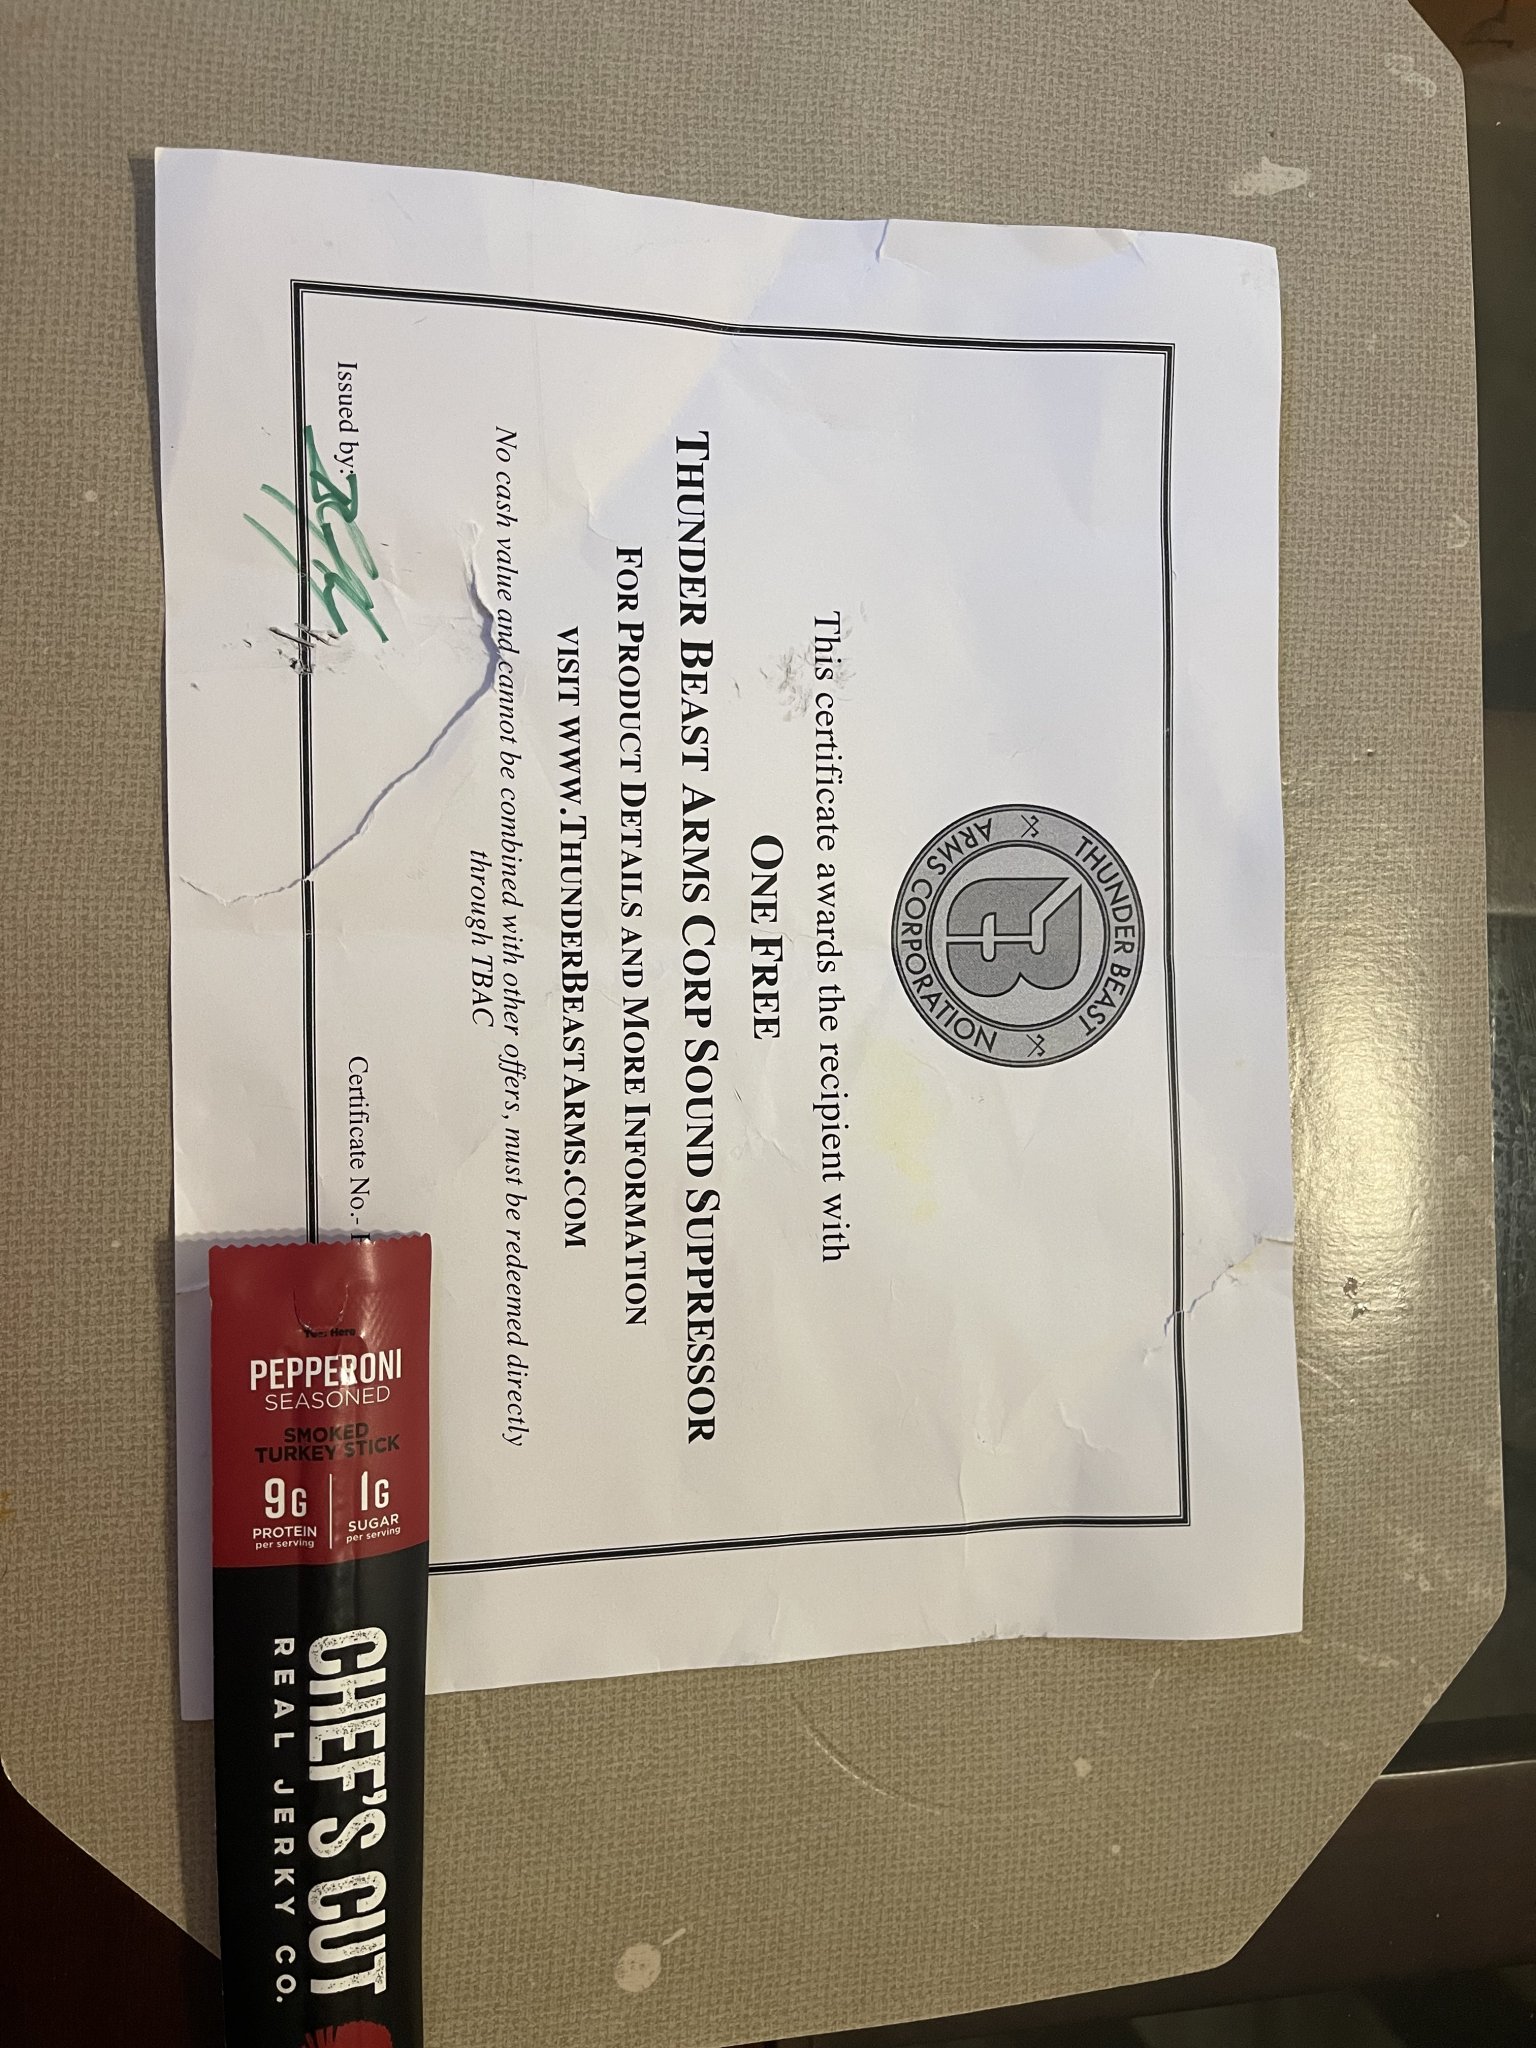 THUNDER BEAST
ARMS CORPORATION
This certificate awards the recipient with
ONE FREE
THUNDER BEAST ARMS CORP SOUND SUPPRESSOR
FOR PRODUCT DETAILS AND MORE INFORMATION
VISIT WWW.THUNDERBEASTARMS.COM
No cash value and cannot be combined with other offers, must be redeemed directly
through TBAC
Issued by:
Certificate No.-
Tear Here
PEPPERONI
SEASONED
SMOKED
TURKEY STICK
9G
PROTEIN
per serving
1G
SUGAR
per serving
CHEF'S CUT
REAL JERKY CO.